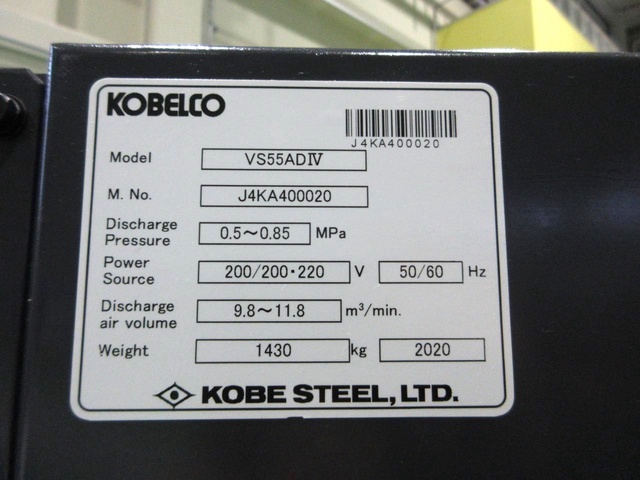 KOBELCO
J4KA400020
Model VS55ADⅣ
M. No. J4KA400020
Discharge Pressure 0.5～0.85 MPa
Power Source 200/200・220 V 50/60 Hz
Discharge air volume 9.8～11.8 m³/min.
Weight 1430 kg 2020
KOBE STEEL, LTD.